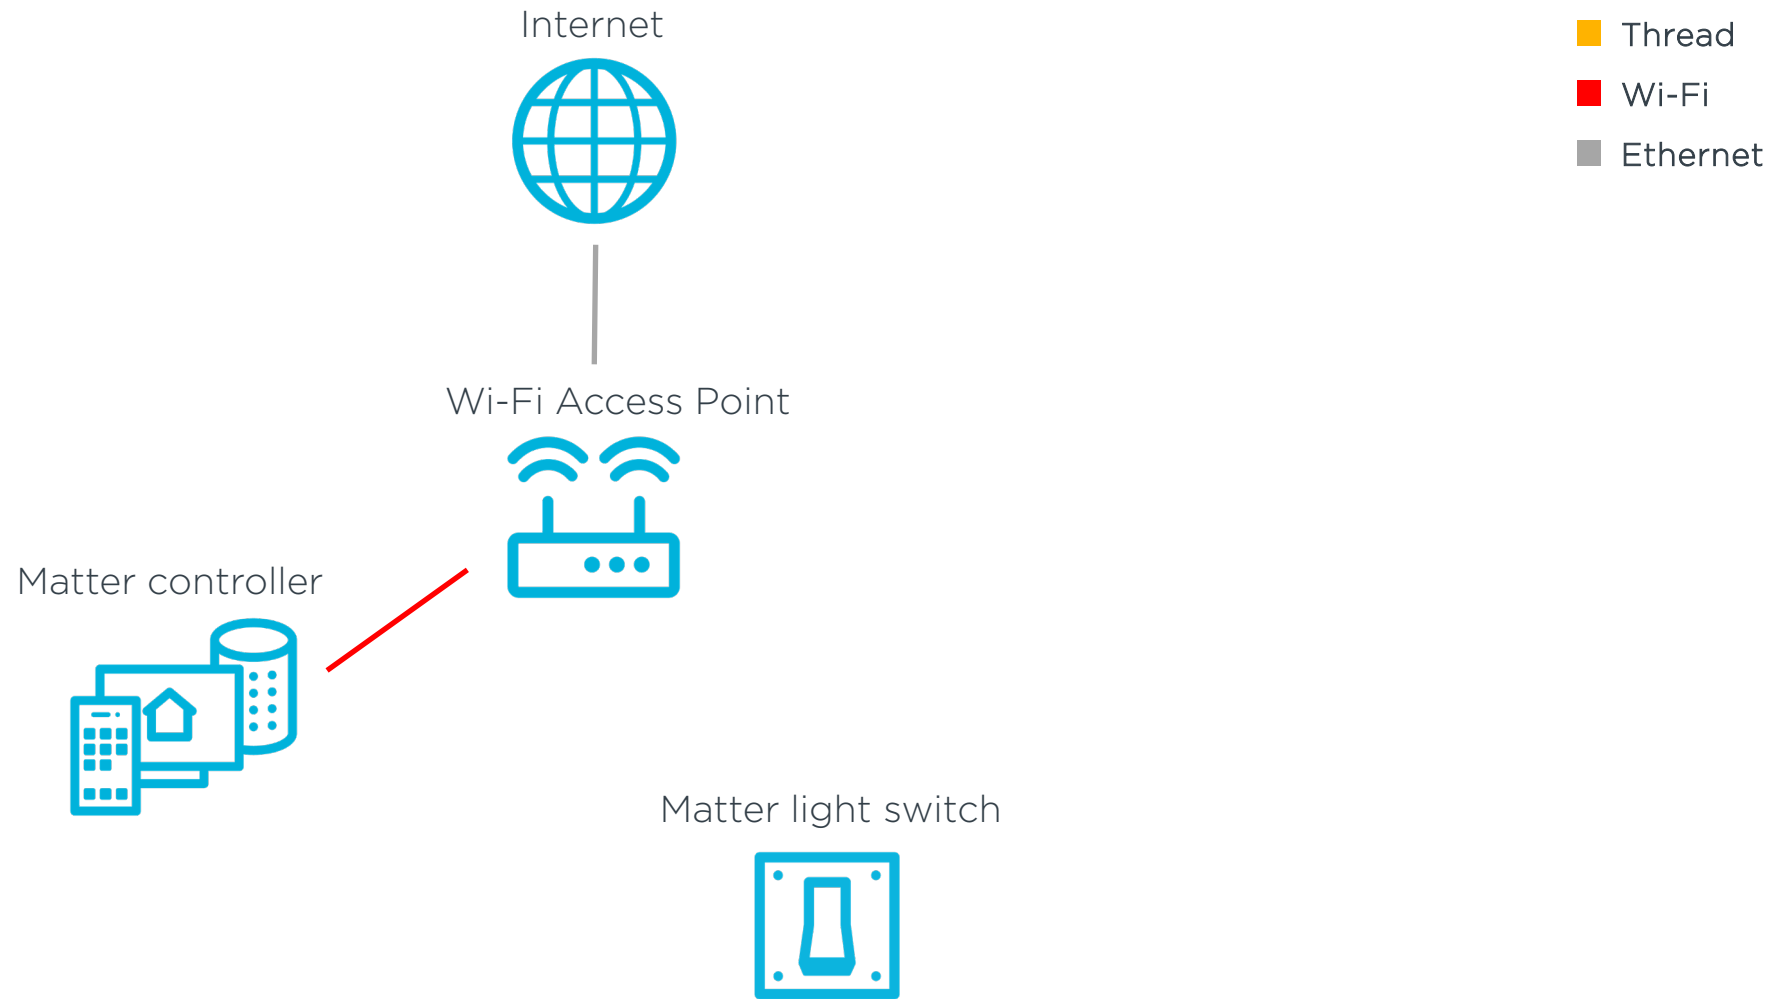 Internet
Thread
Wi-Fi
Ethernet
Wi-Fi Access Point
Matter controller
Matter light switch